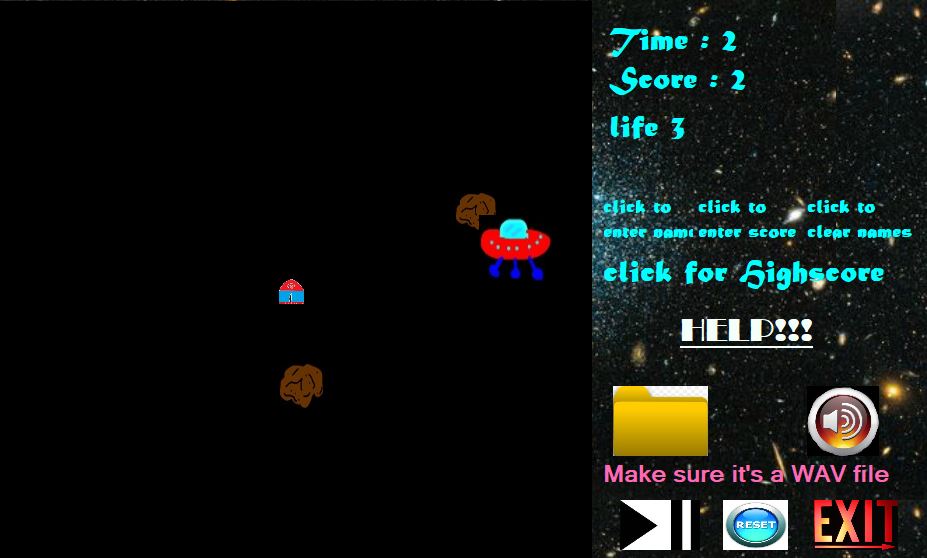 Time : 2
Score : 2
life 3
click to click to click to
enter name enter score clear names
click for Highscore
HELP!!!
Make sure it's a WAV file
RESET
EXIT